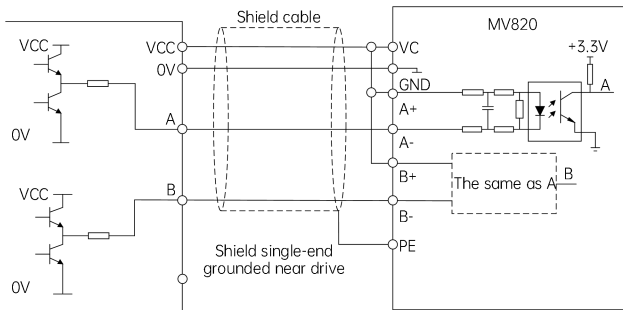 Shield cable
MV820
VCC
VCC
VC
+3.3V
0V
GND
A
A
A+
0V
A-
B+
B
The same as A
VCC
B
B-
Shield single-end
grounded near drive
PE
0V